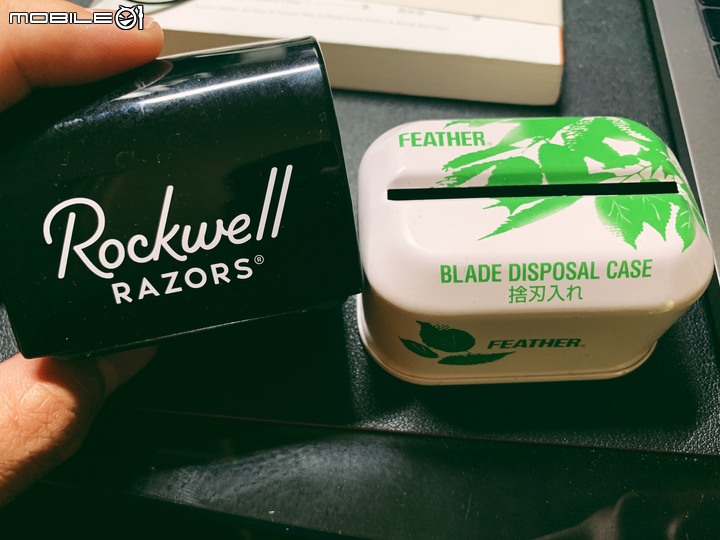 MOBILE01
Rockwell
RAZORS®
FEATHER®
BLADE DISPOSAL CASE
捨刃入れ
FEATHER®